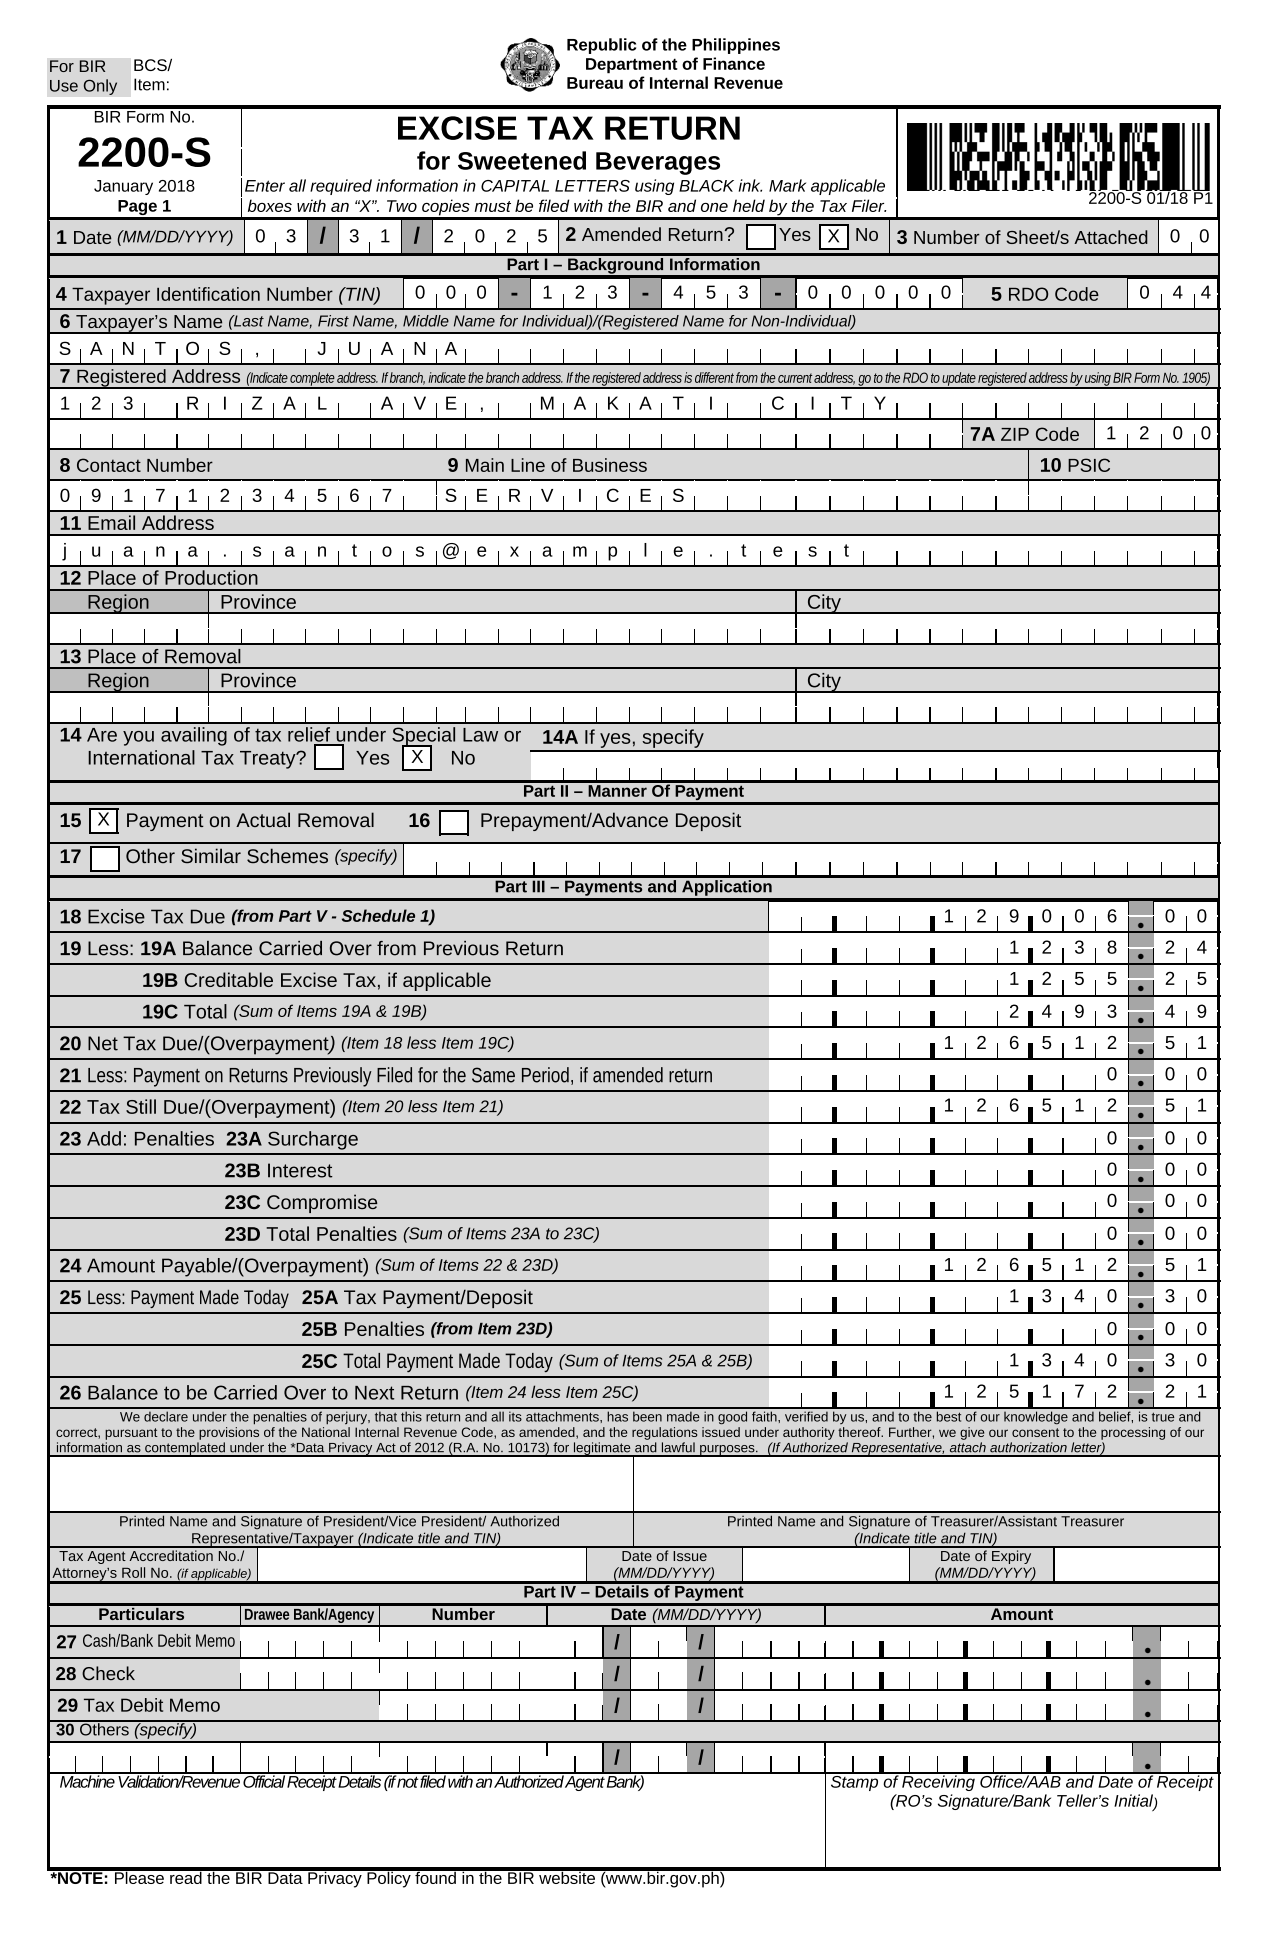 Republic of the Philippines
Department of Finance
Bureau of Internal Revenue
For BIR Use Only
BCS/ Item:
BIR Form No.
2200-S
January 2018
Page 1
EXCISE TAX RETURN
for Sweetened Beverages
Enter all required information in CAPITAL LETTERS using BLACK ink. Mark applicable
boxes with an “X”. Two copies must be filed with the BIR and one held by the Tax Filer.
2200-S 01/18 P1
1 Date (MM/DD/YYYY) 03/31/2025 2 Amended Return? Yes X No 3 Number of Sheet/s Attached 00
Part I – Background Information
4 Taxpayer Identification Number (TIN) 000-123-453-00000 5 RDO Code 044
6 Taxpayer’s Name (Last Name, First Name, Middle Name for Individual)/(Registered Name for Non-Individual)
SANTOS, JUANA
7 Registered Address (Indicate complete address. If branch, indicate the branch address. If the registered address is different from the current address, go to the RDO to update registered address by using BIR Form No. 1905)
123 RIZAL AVE, MAKATI CITY
7A ZIP Code 1200
8 Contact Number 9 Main Line of Business 10 PSIC
09171234567 SERVICES
11 Email Address
juana.santos@example.test
12 Place of Production
Region Province City
13 Place of Removal
Region Province City
14 Are you availing of tax relief under Special Law or 14A If yes, specify
International Tax Treaty? Yes X No
Part II – Manner Of Payment
15 X Payment on Actual Removal 16 Prepayment/Advance Deposit
17 Other Similar Schemes (specify)
Part III – Payments and Application
18 Excise Tax Due (from Part V - Schedule 1) 129006.00
19 Less: 19A Balance Carried Over from Previous Return 1238.24
19B Creditable Excise Tax, if applicable 1255.25
19C Total (Sum of Items 19A & 19B) 2493.49
20 Net Tax Due/(Overpayment) (Item 18 less Item 19C) 126512.51
21 Less: Payment on Returns Previously Filed for the Same Period, if amended return 0.00
22 Tax Still Due/(Overpayment) (Item 20 less Item 21) 126512.51
23 Add: Penalties 23A Surcharge 0.00
23B Interest 0.00
23C Compromise 0.00
23D Total Penalties (Sum of Items 23A to 23C) 0.00
24 Amount Payable/(Overpayment) (Sum of Items 22 & 23D) 126512.51
25 Less: Payment Made Today 25A Tax Payment/Deposit 1340.30
25B Penalties (from Item 23D) 0.00
25C Total Payment Made Today (Sum of Items 25A & 25B) 1340.30
26 Balance to be Carried Over to Next Return (Item 24 less Item 25C) 125172.21
We declare under the penalties of perjury, that this return and all its attachments, has been made in good faith, verified by us, and to the best of our knowledge and belief, is true and
correct, pursuant to the provisions of the National Internal Revenue Code, as amended, and the regulations issued under authority thereof. Further, we give our consent to the processing of our
information as contemplated under the *Data Privacy Act of 2012 (R.A. No. 10173) for legitimate and lawful purposes. (If Authorized Representative, attach authorization letter)
Printed Name and Signature of President/Vice President/ Authorized
Representative/Taxpayer (Indicate title and TIN)
Printed Name and Signature of Treasurer/Assistant Treasurer
(Indicate title and TIN)
Tax Agent Accreditation No./ Date of Issue Date of Expiry
Attorney’s Roll No. (if applicable) (MM/DD/YYYY) (MM/DD/YYYY)
Part IV – Details of Payment
Particulars Drawee Bank/Agency Number Date (MM/DD/YYYY) Amount
27 Cash/Bank Debit Memo / / .
28 Check / / .
29 Tax Debit Memo / / .
30 Others (specify)
/ / .
Machine Validation/Revenue Official Receipt Details (if not filed with an Authorized Agent Bank)
Stamp of Receiving Office/AAB and Date of Receipt
(RO’s Signature/Bank Teller’s Initial)
*NOTE: Please read the BIR Data Privacy Policy found in the BIR website (www.bir.gov.ph)